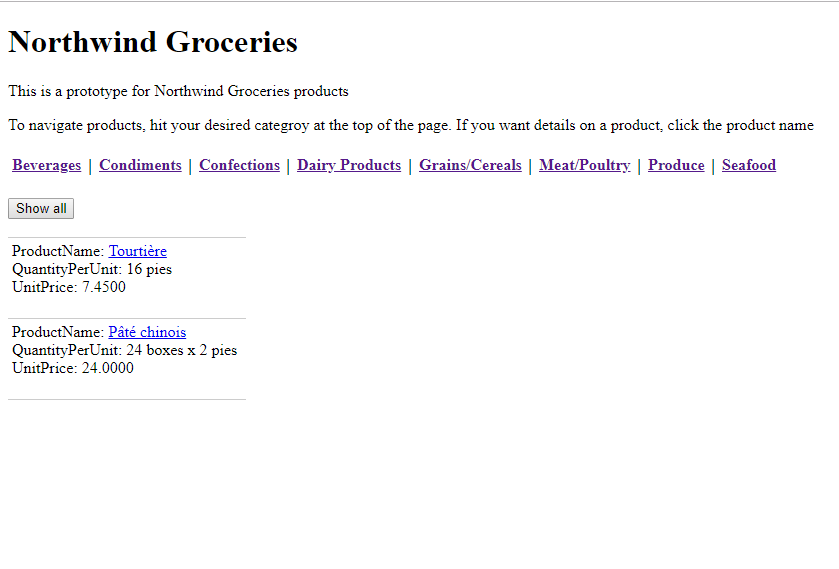 Northwind Groceries
This is a prototype for Northwind Groceries products
To navigate products, hit your desired categroy at the top of the page. If you want details on a product, click the product name
Beverages | Condiments | Confections | Dairy Products | Grains/Cereals | Meat/Poultry | Produce | Seafood
Show all
ProductName: Tourtière
QuantityPerUnit: 16 pies
UnitPrice: 7.4500
ProductName: Pâté chinois
QuantityPerUnit: 24 boxes x 2 pies
UnitPrice: 24.0000